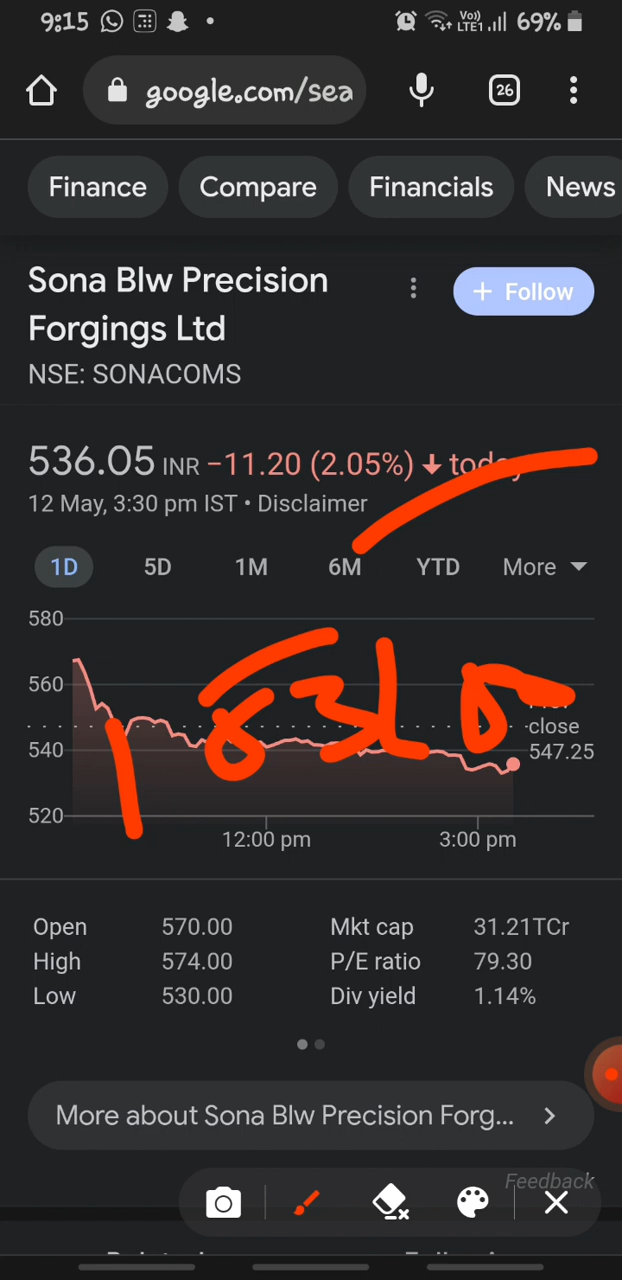 9:15 Vo)) LTE1 69%
google.com/sea 26
Finance Compare Financials News
Sona Blw Precision
Forgings Ltd
+ Follow
NSE: SONACOMS
536.05 INR −11.20 (2.05%) today
12 May, 3:30 pm IST • Disclaimer
1D 5D 1M 6M YTD More
580
560
close
540 547.25
520
12:00 pm 3:00 pm
Open 570.00 Mkt cap 31.21TCr
High 574.00 P/E ratio 79.30
Low 530.00 Div yield 1.14%
More about Sona Blw Precision Forg...
Feedback